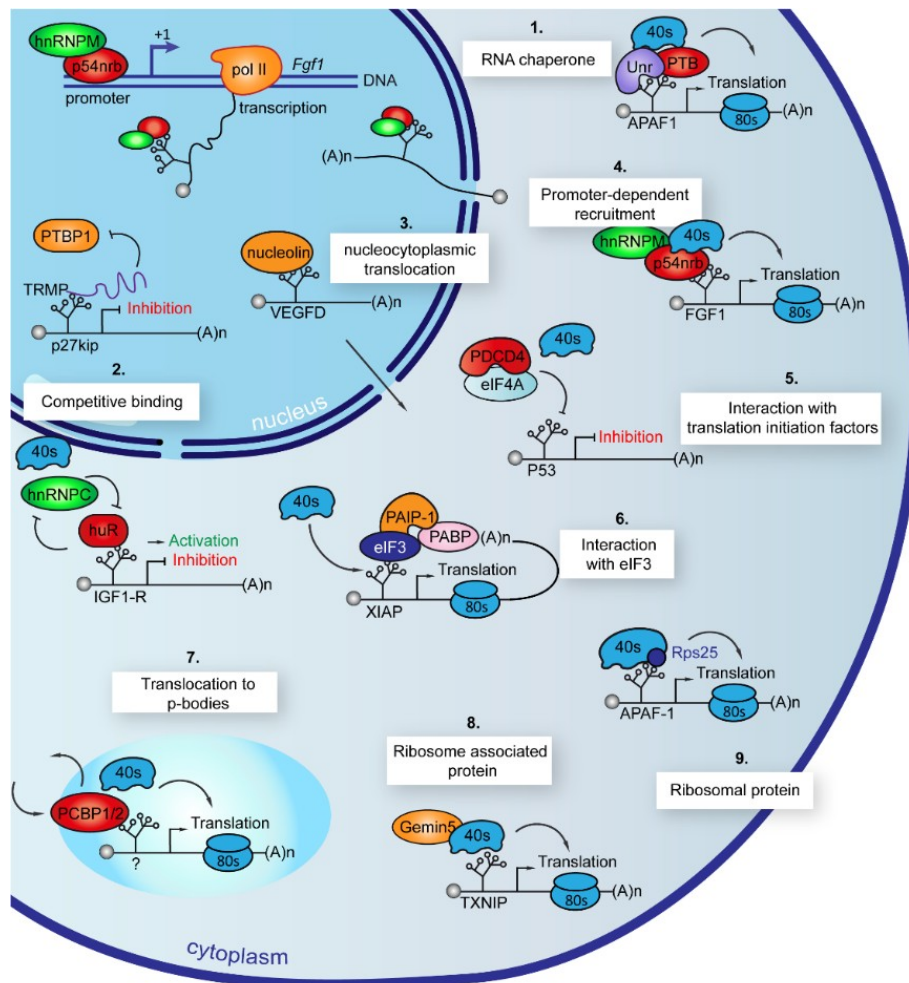 hnRNPM
p54nrb
+1
pol II
Fgf1
DNA
promoter
transcription
(A)n
1.
RNA chaperone
40s
Unr
PTB
Translation
APAF1
80s
(A)n
4.
Promoter-dependent
recruitment
hnRNPM
40s
p54nrb
Translation
FGF1
80s
(A)n
3.
nucleocytoplasmic
translocation
PTBP1
TRMP
Inhibition
p27kip
(A)n
nucleolin
VEGFD
(A)n
2.
Competitive binding
nucleus
40s
hnRNPC
huR
Activation
Inhibition
IGF1-R
(A)n
PDCD4
eIF4A
40s
P53
Inhibition
(A)n
5.
Interaction with
translation initiation factors
40s
PAIP-1
eIF3
PABP
(A)n
Translation
XIAP
80s
6.
Interaction
with eIF3
40s
Rps25
Translation
APAF-1
80s
(A)n
9.
Ribosomal protein
7.
Translocation to
p-bodies
40s
PCBP1/2
Translation
?
80s
(A)n
8.
Ribosome associated
protein
Gemin5
40s
Translation
TXNIP
80s
(A)n
cytoplasm